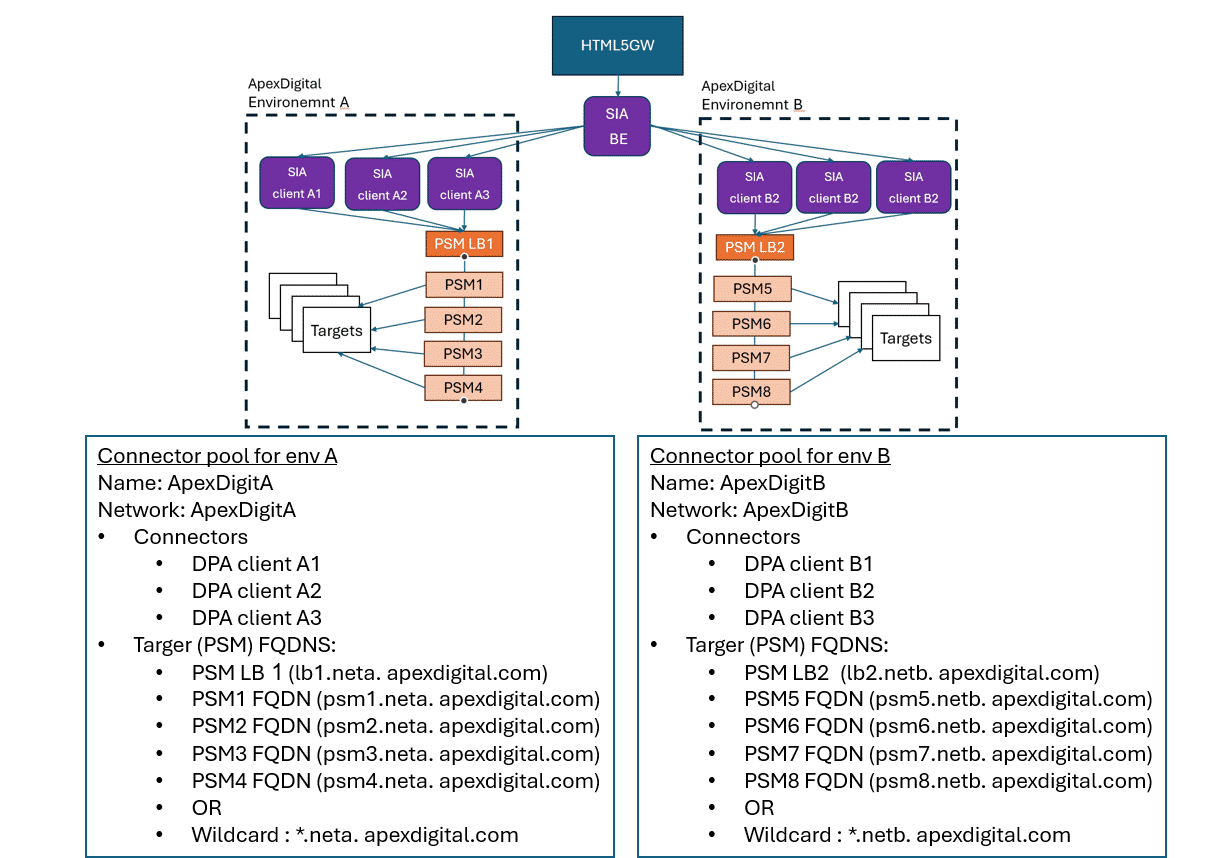 HTML5GW
ApexDigital
Environemnt A
ApexDigital
Environemnt B
SIA
BE
SIA
client A1
SIA
client A2
SIA
client A3
SIA
client B2
SIA
client B2
SIA
client B2
PSM LB1
PSM1
PSM2
PSM3
PSM4
Targets
PSM LB2
PSM5
PSM6
PSM7
PSM8
Targets
Connector pool for env A
Name: ApexDigitA
Network: ApexDigitA
• Connectors
• DPA client A1
• DPA client A2
• DPA client A3
• Targer (PSM) FQDNS:
• PSM LB 1 (lb1.neta. apexdigital.com)
• PSM1 FQDN (psm1.neta. apexdigital.com)
• PSM2 FQDN (psm2.neta. apexdigital.com)
• PSM3 FQDN (psm3.neta. apexdigital.com)
• PSM4 FQDN (psm4.neta. apexdigital.com)
• OR
• Wildcard : *.neta. apexdigital.com
Connector pool for env B
Name: ApexDigitB
Network: ApexDigitB
• Connectors
• DPA client B1
• DPA client B2
• DPA client B3
• Targer (PSM) FQDNS:
• PSM LB2 (lb2.netb. apexdigital.com)
• PSM5 FQDN (psm5.netb. apexdigital.com)
• PSM6 FQDN (psm6.netb. apexdigital.com)
• PSM7 FQDN (psm7.netb. apexdigital.com)
• PSM8 FQDN (psm8.netb. apexdigital.com)
• OR
• Wildcard : *.netb. apexdigital.com